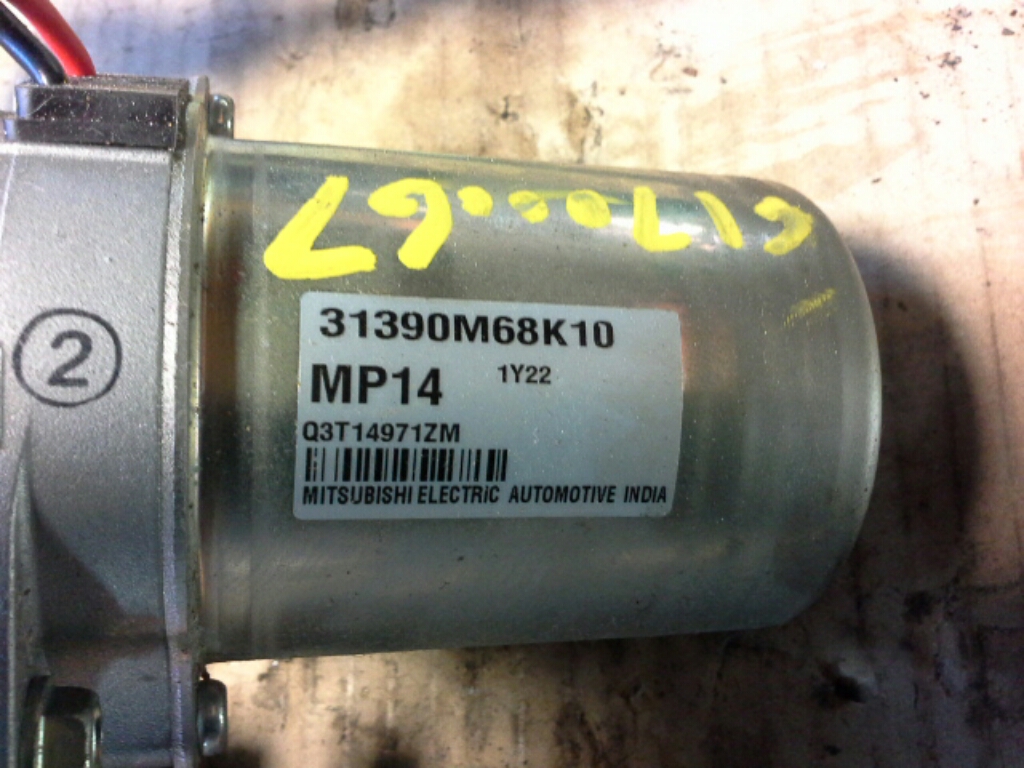 31390M68K10
MP14 1Y22
Q3T14971ZM
MITSUBISHI ELECTRIC AUTOMOTIVE INDIA
2